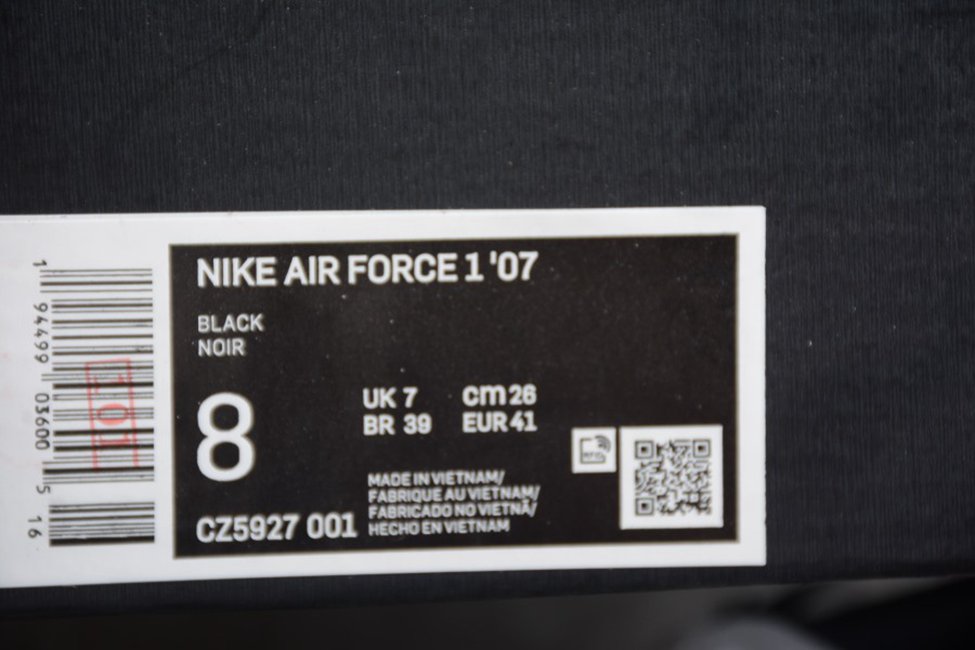 NIKE AIR FORCE 1 '07
BLACK
NOIR
8
UK 7 cm 26
BR 39 EUR 41
MADE IN VIETNAM/
FABRIQUE AU VIETNAM/
FABRICADO NO VIETNÃ/
HECHO EN VIETNAM
CZ5927 001
1 94499 03600 5 16
101